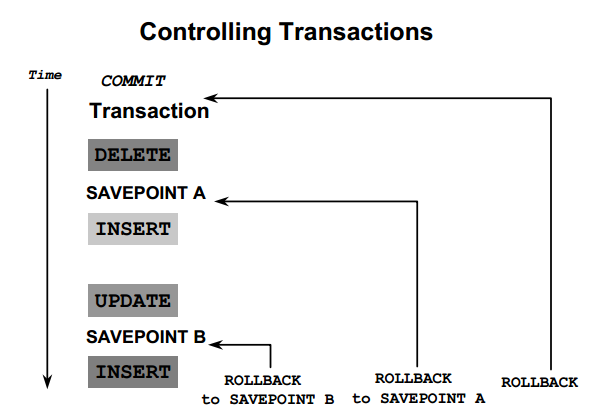 Controlling Transactions
Time
COMMIT
Transaction
DELETE
SAVEPOINT A
INSERT
UPDATE
SAVEPOINT B
INSERT
ROLLBACK
to SAVEPOINT B
ROLLBACK
to SAVEPOINT A
ROLLBACK